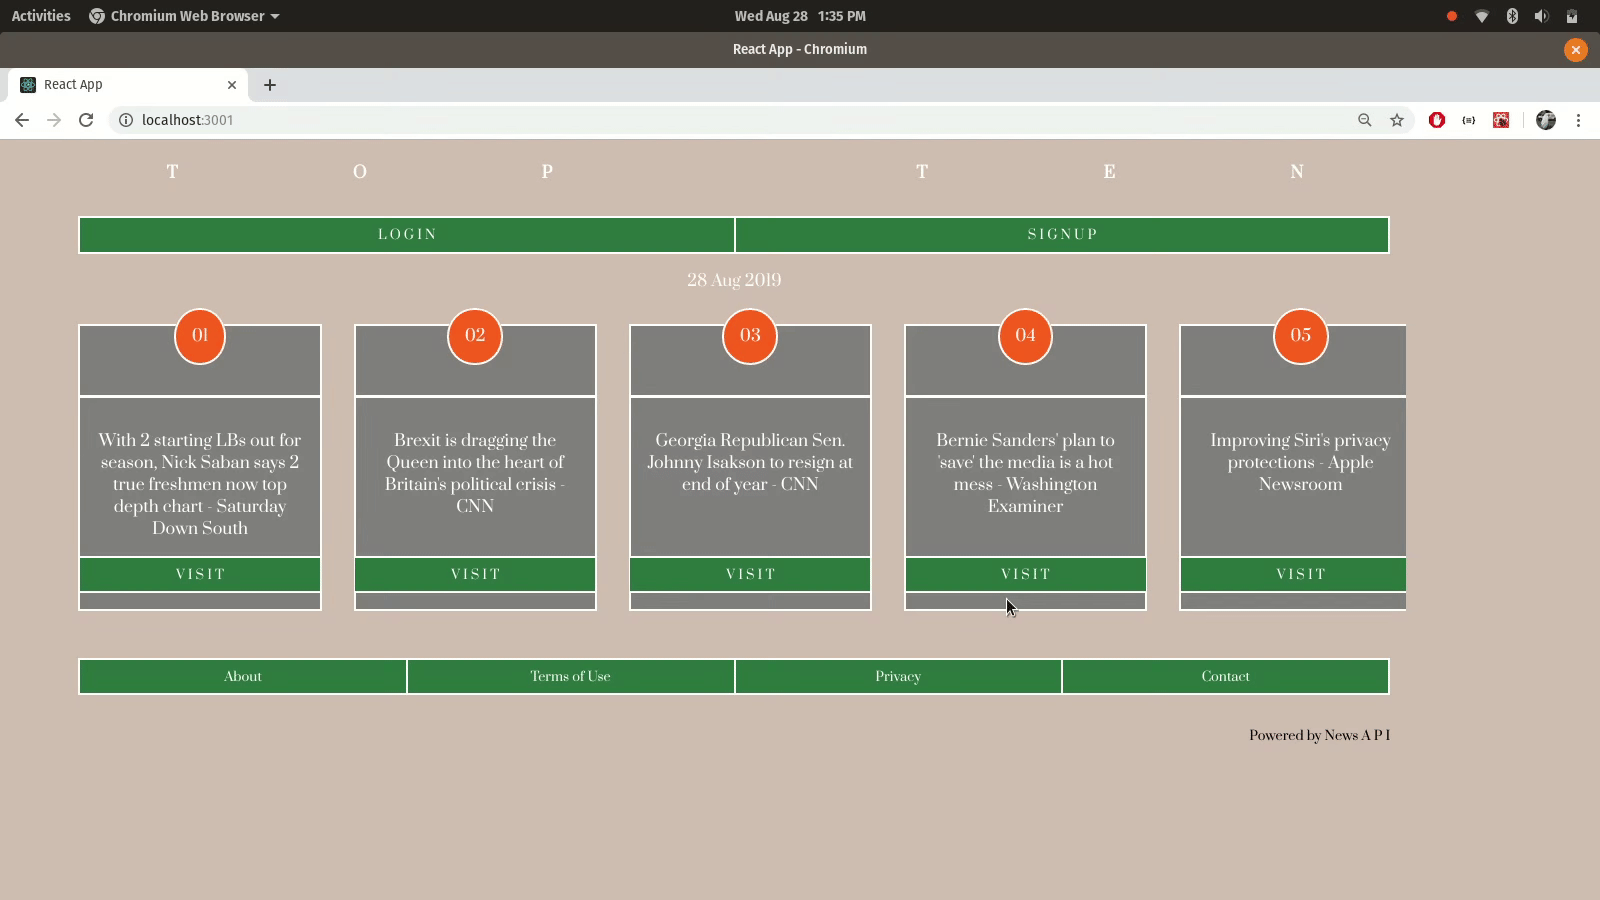 Activities
Chromium Web Browser
Wed Aug 28 1:35 PM
React App - Chromium
React App
localhost:3001
T O P T E N
LOGIN
SIGNUP
28 Aug 2019
01
02
03
04
05
With 2 starting LBs out for
season, Nick Saban says 2
true freshmen now top
depth chart - Saturday
Down South
Brexit is dragging the
Queen into the heart of
Britain's political crisis -
CNN
Georgia Republican Sen.
Johnny Isakson to resign at
end of year - CNN
Bernie Sanders' plan to
'save' the media is a hot
mess - Washington
Examiner
Improving Siri's privacy
protections - Apple
Newsroom
VISIT
VISIT
VISIT
VISIT
VISIT
About
Terms of Use
Privacy
Contact
Powered by News A P I